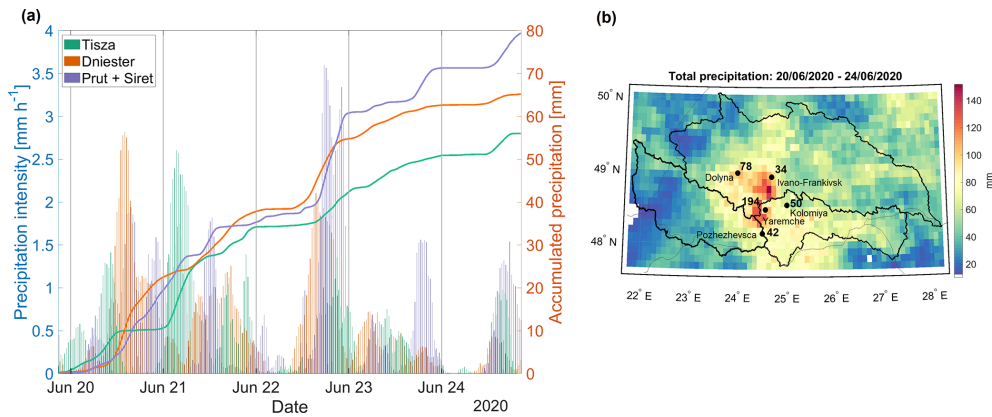 (a)
4
3.5
3
2.5
2
1.5
1
0.5
0
Precipitation intensity [mm h-1]
Tisza
Dniester
Prut + Siret
80
70
60
50
40
30
20
10
0
Accumulated precipitation [mm]
Jun 20
Jun 21
Jun 22
Jun 23
Jun 24
Date
2020
(b)
Total precipitation: 20/06/2020 - 24/06/2020
50° N
49° N
48° N
78
Dolyna
34
Ivano-Frankivsk
194
Yaremche
50
Kolomiya
Pozhezhevsca
42
22° E
23° E
24° E
25° E
26° E
27° E
28° E
140
120
100
80
60
40
20
mm